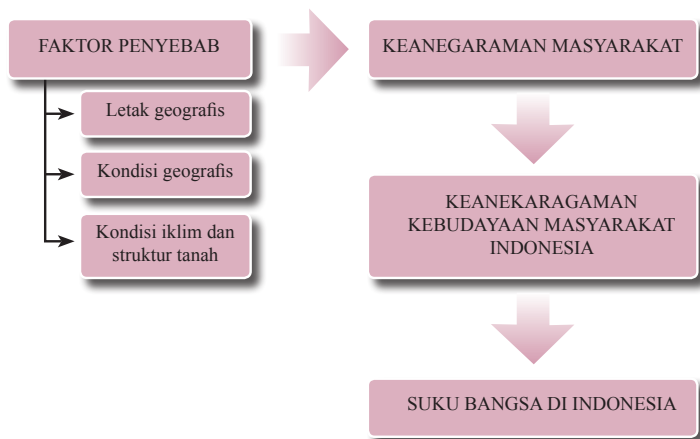 FAKTOR PENYEBAB
Letak geografis
Kondisi geografis
Kondisi iklim dan
struktur tanah
KEANEGARAMAN MASYARAKAT
KEANEKARAGAMAN
KEBUDAYAAN MASYARAKAT
INDONESIA
SUKU BANGSA DI INDONESIA